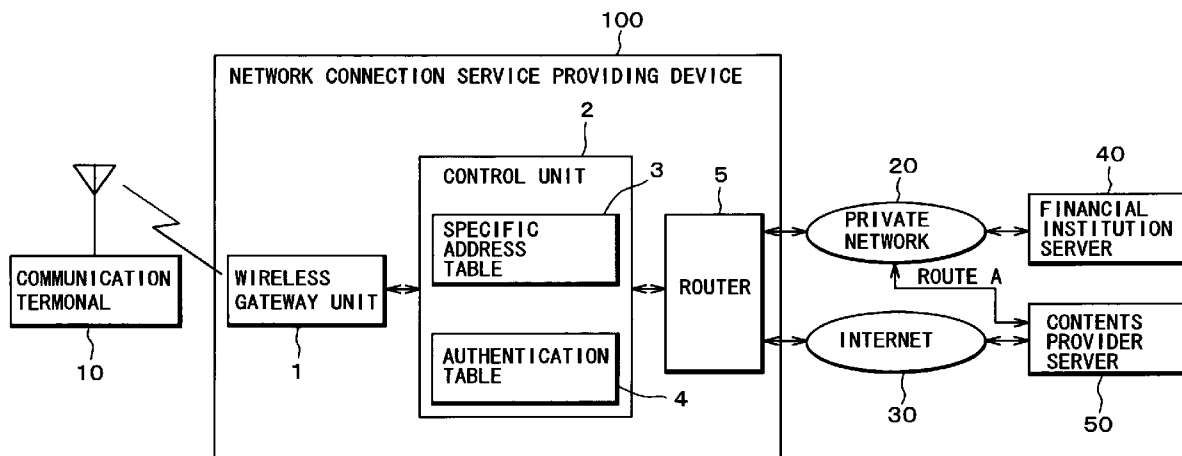 100
NETWORK CONNECTION SERVICE PROVIDING DEVICE
2
CONTROL UNIT
3
SPECIFIC
ADDRESS
TABLE
AUTHENTICATION
TABLE
4
COMMUNICATION
TERMONAL
10
WIRELESS
GATEWAY UNIT
1
5
ROUTER
20
PRIVATE
NETWORK
40
FINANCIAL
INSTITUTION
SERVER
ROUTE A
INTERNET
30
CONTENTS
PROVIDER
SERVER
50